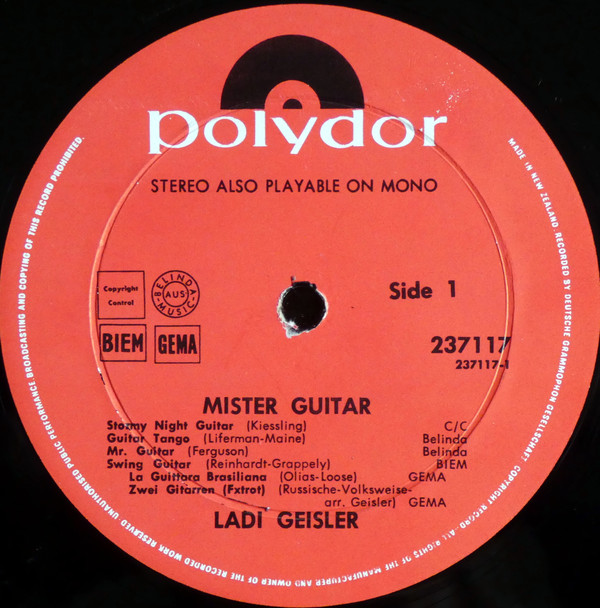 polydor
STEREO ALSO PLAYABLE ON MONO
Copyright
Control
BELINDA
AUS
MUSIC
BIEM
GEMA
Side 1
237117
237117-1
MISTER GUITAR
Stormy Night Guitar (Kiessling) C/C
Guitar Tango (Liferman-Maine) Belinda
Mr. Guitar (Ferguson) Belinda
Swing Guitar (Reinhardt-Grappely) BIEM
La Guittara Brasiliana (Olias-Loose) GEMA
Zwei Gitarren (Fxtrot) (Russische-Volksweise-
arr. Geisler) GEMA
LADI GEISLER
MADE IN NEW ZEALAND. RECORDED BY DEUTSCHE GRAMMOPHON GESELLSCHAFT. COPYRIGHT RECORD—ALL RIGHTS OF THE MANUFACTURER AND OWNER OF THE RECORDED WORK RESERVED UNAUTHORISED PUBLIC PERFORMANCE, BROADCASTING AND COPYING OF THIS RECORD PROHIBITED.